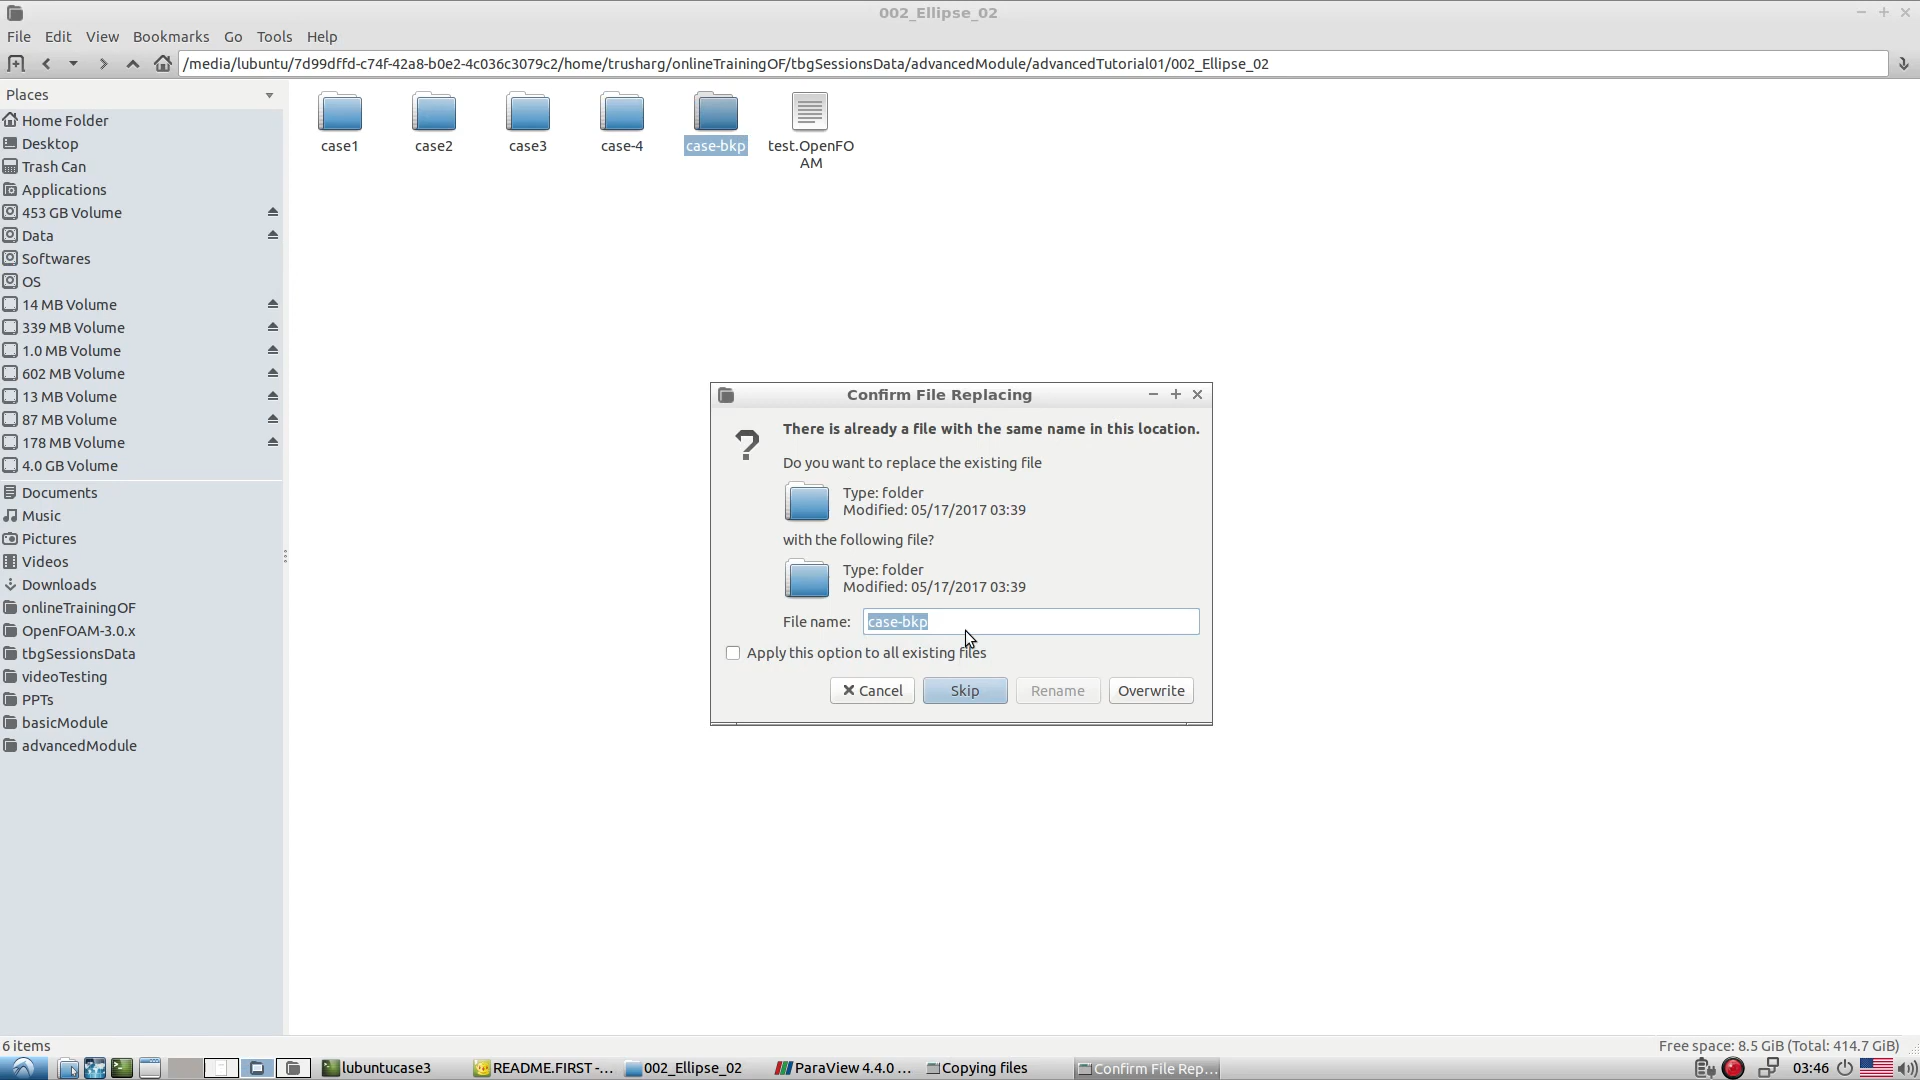 002_Ellipse_02
File Edit View Bookmarks Go Tools Help
/media/lubuntu/7d99dffd-c74f-42a8-b0e2-4c036c3079c2/home/trusharg/onlineTrainingOF/tbgSessionsData/advancedModule/advancedTutorial01/002_Ellipse_02
Places
Home Folder
Desktop
Trash Can
Applications
453 GB Volume
Data
Softwares
OS
14 MB Volume
339 MB Volume
1.0 MB Volume
602 MB Volume
13 MB Volume
87 MB Volume
178 MB Volume
4.0 GB Volume
Documents
Music
Pictures
Videos
Downloads
onlineTrainingOF
OpenFOAM-3.0.x
tbgSessionsData
videoTesting
PPTs
basicModule
advancedModule
case1 case2 case3 case-4 case-bkp test.OpenFO
AM
Confirm File Replacing
There is already a file with the same name in this location.
Do you want to replace the existing file
Type: folder
Modified: 05/17/2017 03:39
with the following file?
Type: folder
Modified: 05/17/2017 03:39
File name: case-bkp
Apply this option to all existing files
Cancel Skip Rename Overwrite
6 items Free space: 8.5 GiB (Total: 414.7 GiB)
lubuntucase3 README.FIRST -... 002_Ellipse_02 ParaView 4.4.0 ... Copying files Confirm File Rep... 03:46